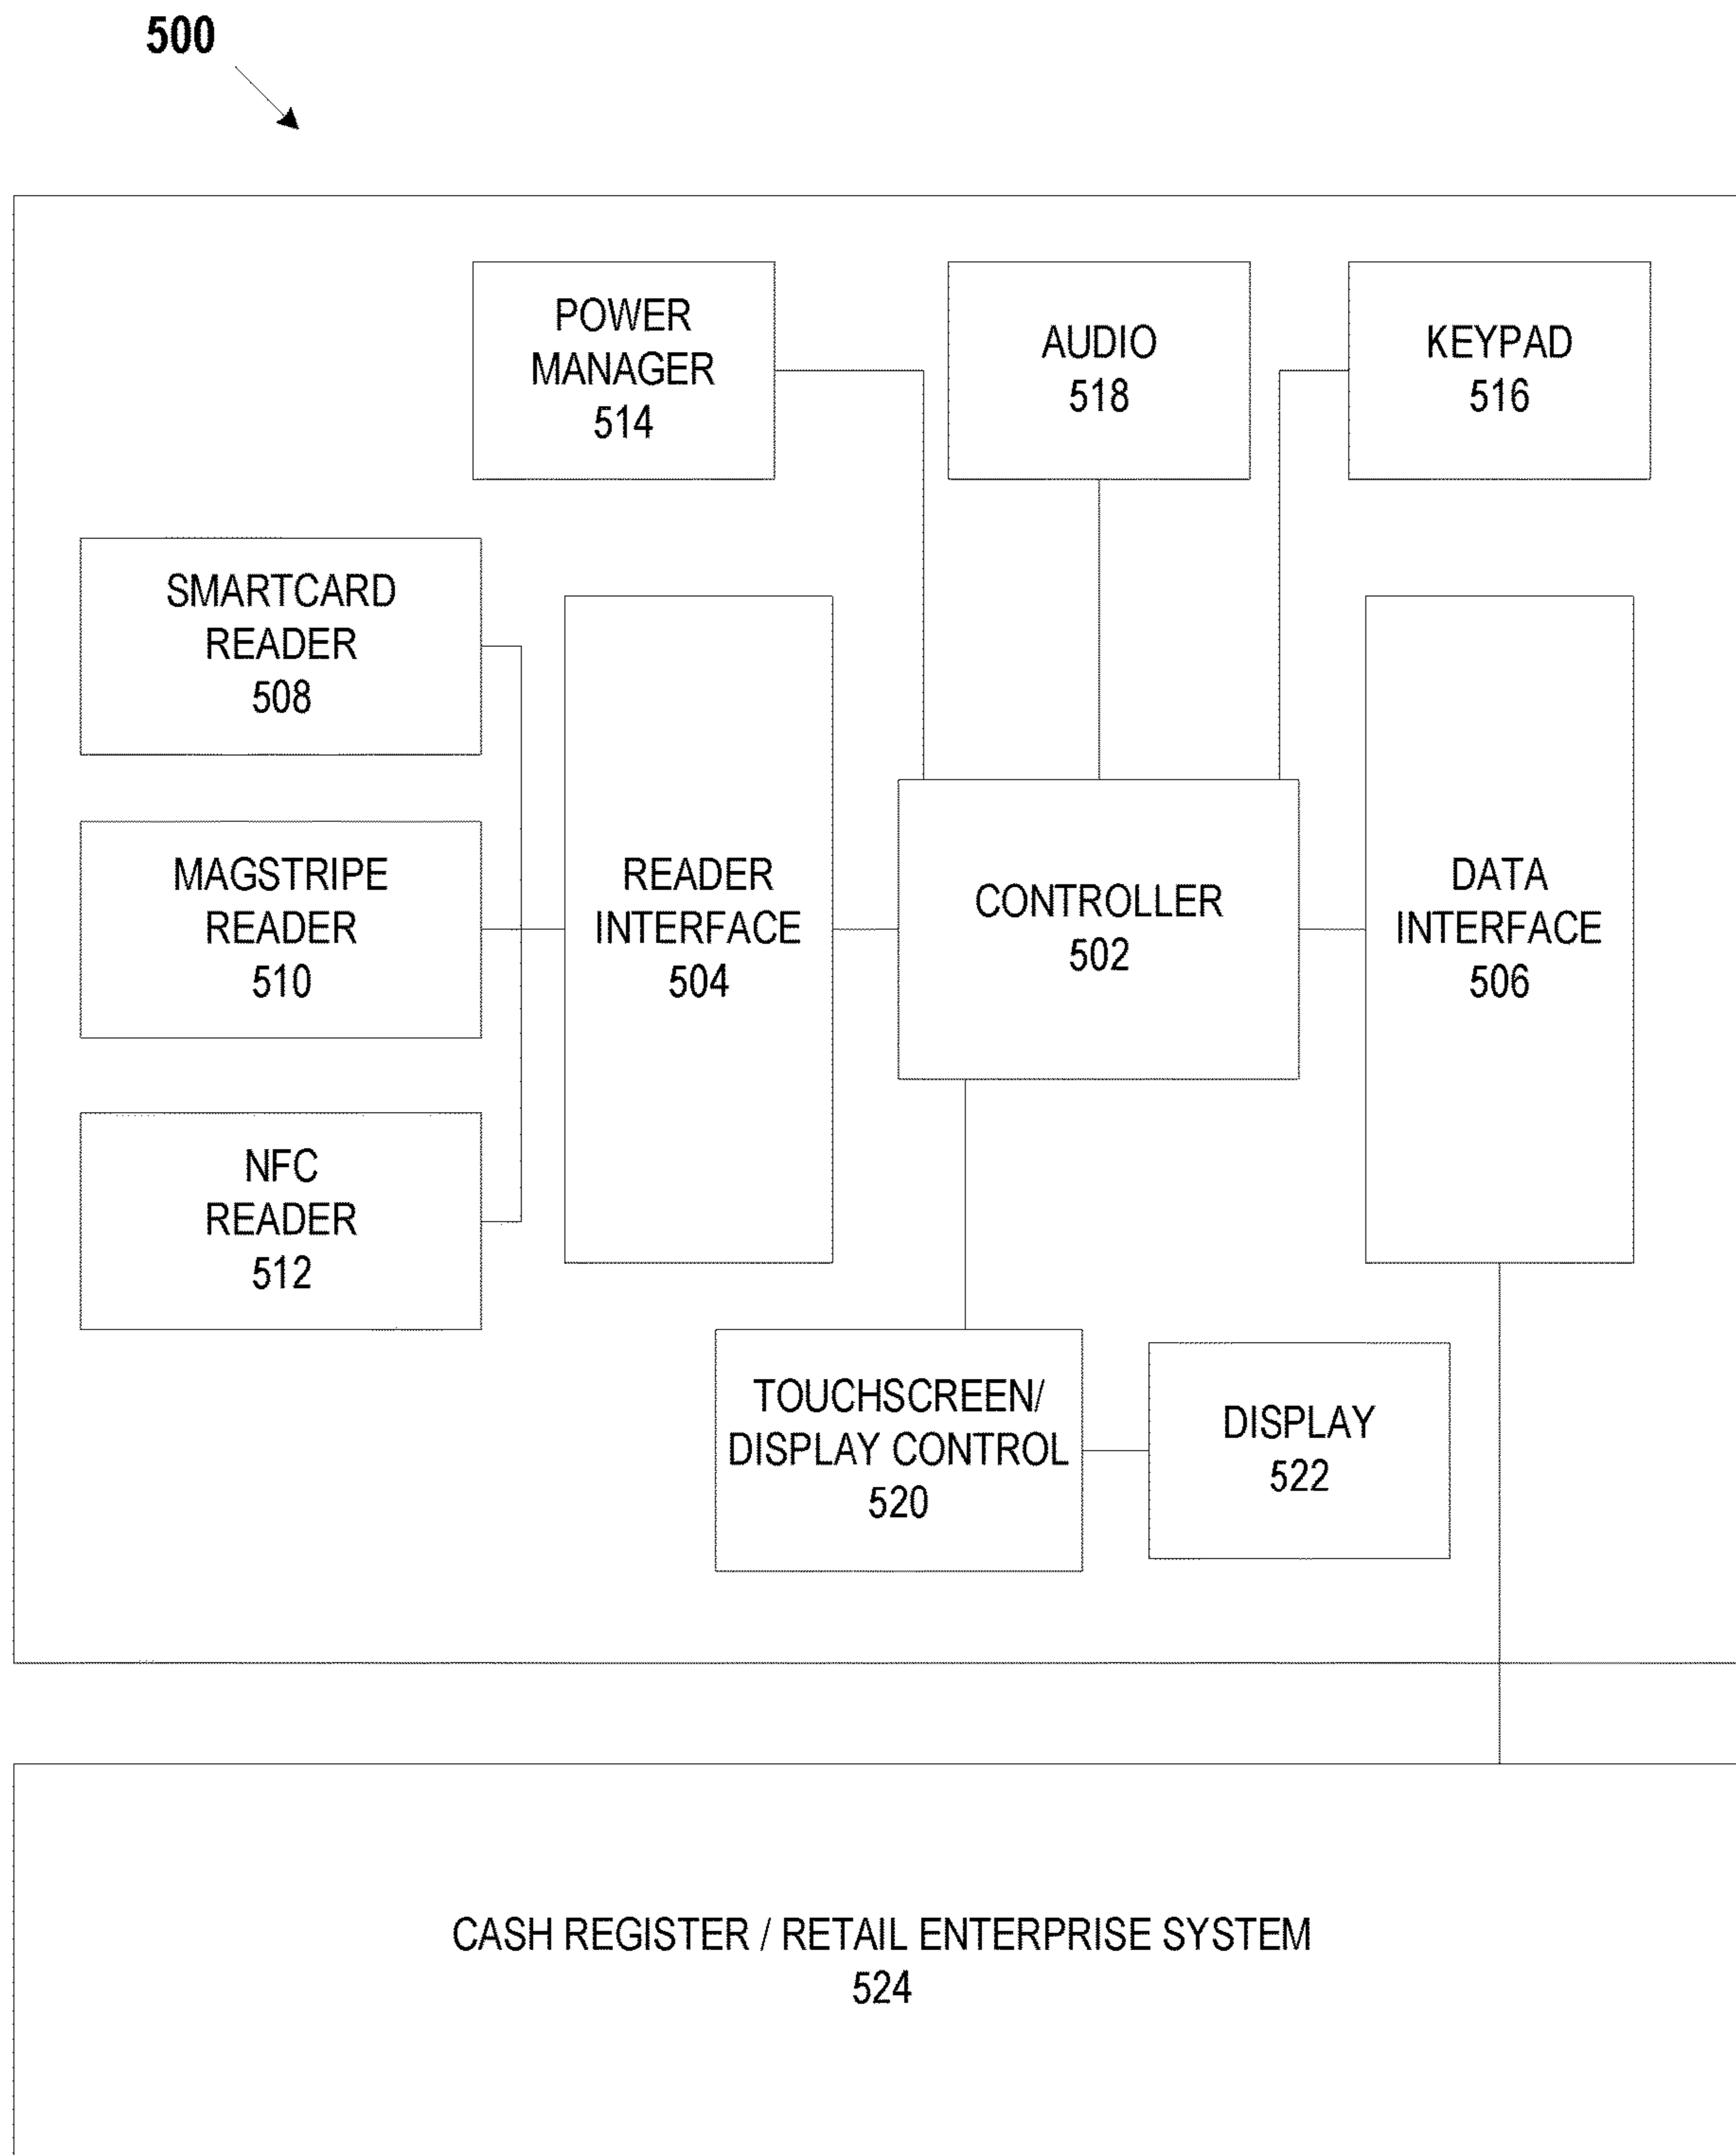 500
POWER
MANAGER
514
AUDIO
518
KEYPAD
516
SMARTCARD
READER
508
MAGSTRIPE
READER
510
NFC
READER
512
READER
INTERFACE
504
CONTROLLER
502
DATA
INTERFACE
506
TOUCHSCREEN/
DISPLAY CONTROL
520
DISPLAY
522
CASH REGISTER / RETAIL ENTERPRISE SYSTEM
524